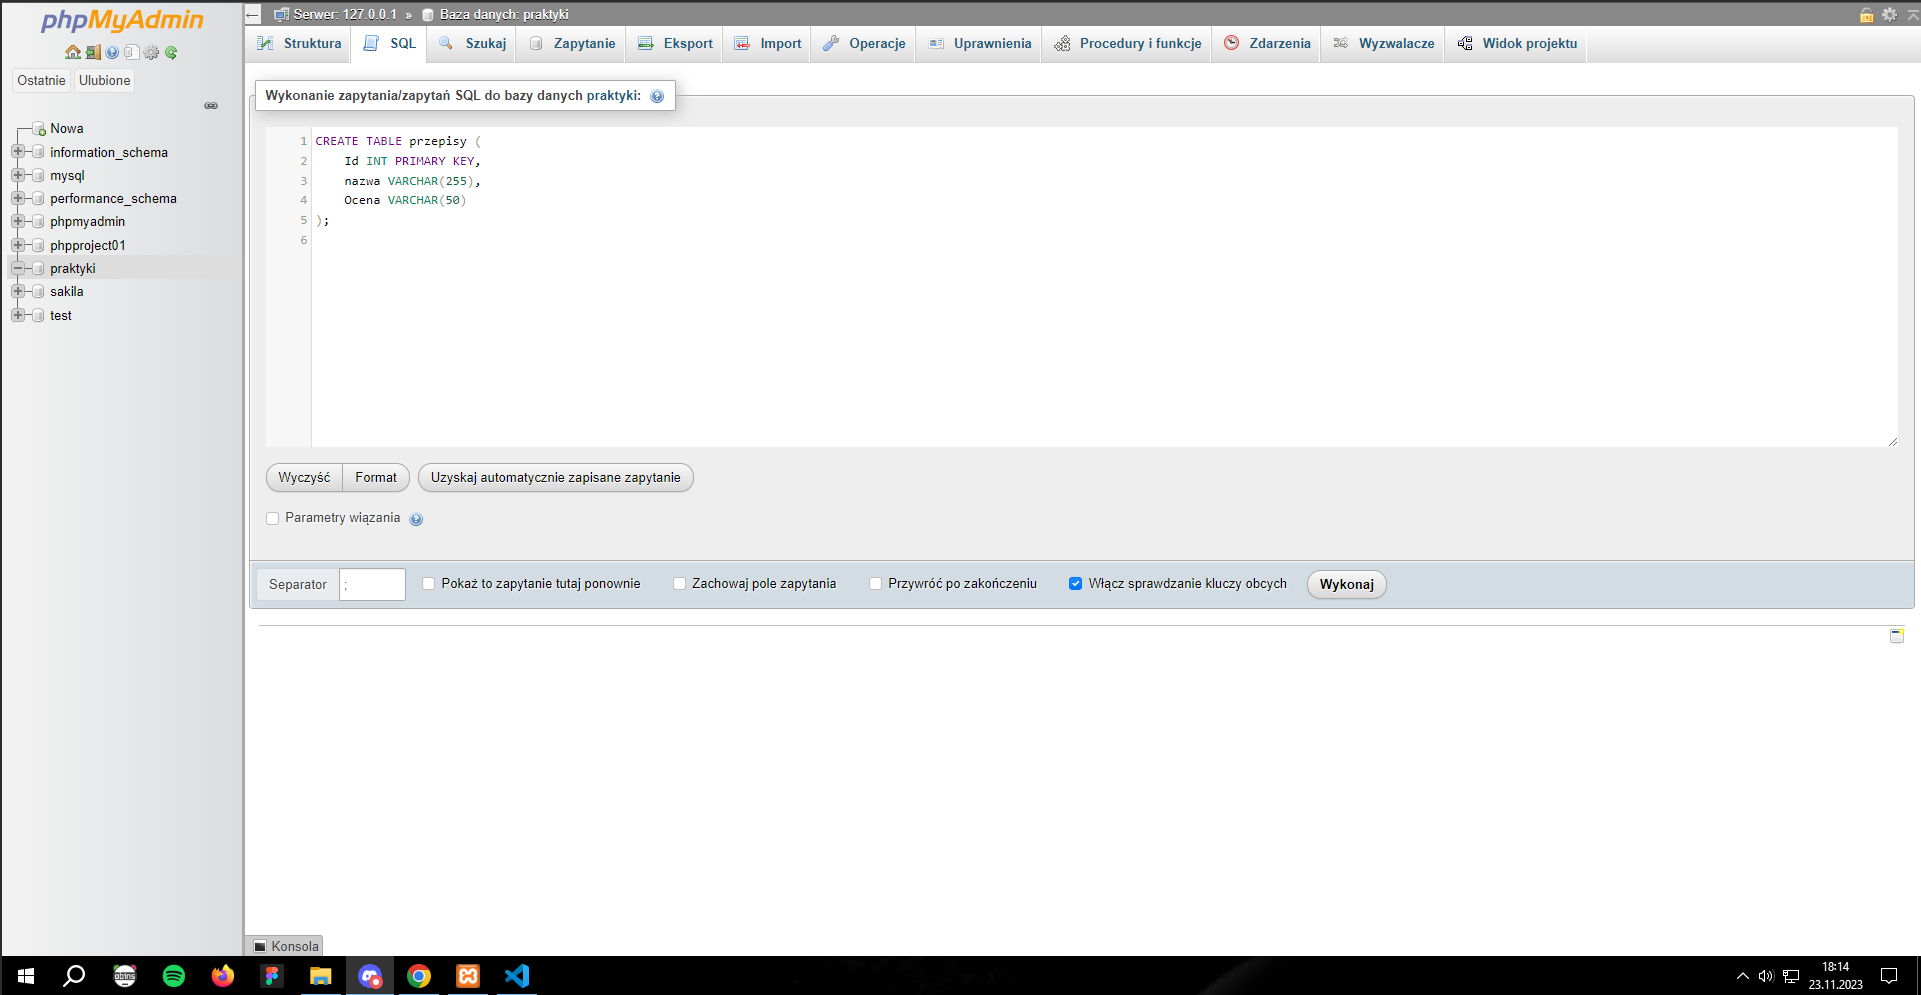 phpMyAdmin
Ostatnie Ulubione
Nowa
information_schema
mysql
performance_schema
phpmyadmin
phpproject01
praktyki
sakila
test
Serwer: 127.0.0.1 » Baza danych: praktyki
Struktura SQL Szukaj Zapytanie Eksport Import Operacje Uprawnienia Procedury i funkcje Zdarzenia Wyzwalacze Widok projektu
Wykonanie zapytania/zapytań SQL do bazy danych praktyki:
1 CREATE TABLE przepisy (
2 Id INT PRIMARY KEY,
3 nazwa VARCHAR(255),
4 Ocena VARCHAR(50)
5 );
6
Wyczyść Format Uzyskaj automatycznie zapisane zapytanie
Parametry wiązania
Separator ; Pokaż to zapytanie tutaj ponownie Zachowaj pole zapytania Przywróć po zakończeniu Włącz sprawdzanie kluczy obcych Wykonaj
Konsola
obins
18:14
23.11.2023